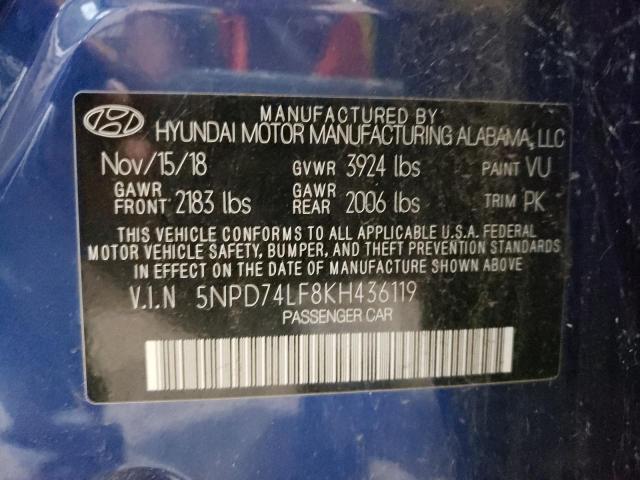 MANUFACTURED BY
HYUNDAI MOTOR MANUFACTURING ALABAMA, LLC
Nov/15/18 GVWR 3924 lbs PAINT VU
GAWR FRONT 2183 lbs GAWR REAR 2006 lbs TRIM PK
THIS VEHICLE CONFORMS TO ALL APPLICABLE U.S.A. FEDERAL
MOTOR VEHICLE SAFETY, BUMPER, AND THEFT PREVENTION STANDARDS
IN EFFECT ON THE DATE OF MANUFACTURE SHOWN ABOVE.
V.I.N 5NPD74LF8KH436119
PASSENGER CAR